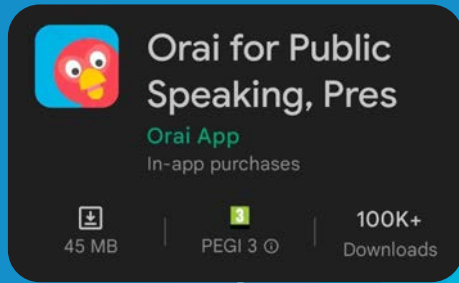 Orai for Public
Speaking, Pres
Orai App
In-app purchases
45 MB
3
PEGI 3
100K+
Downloads